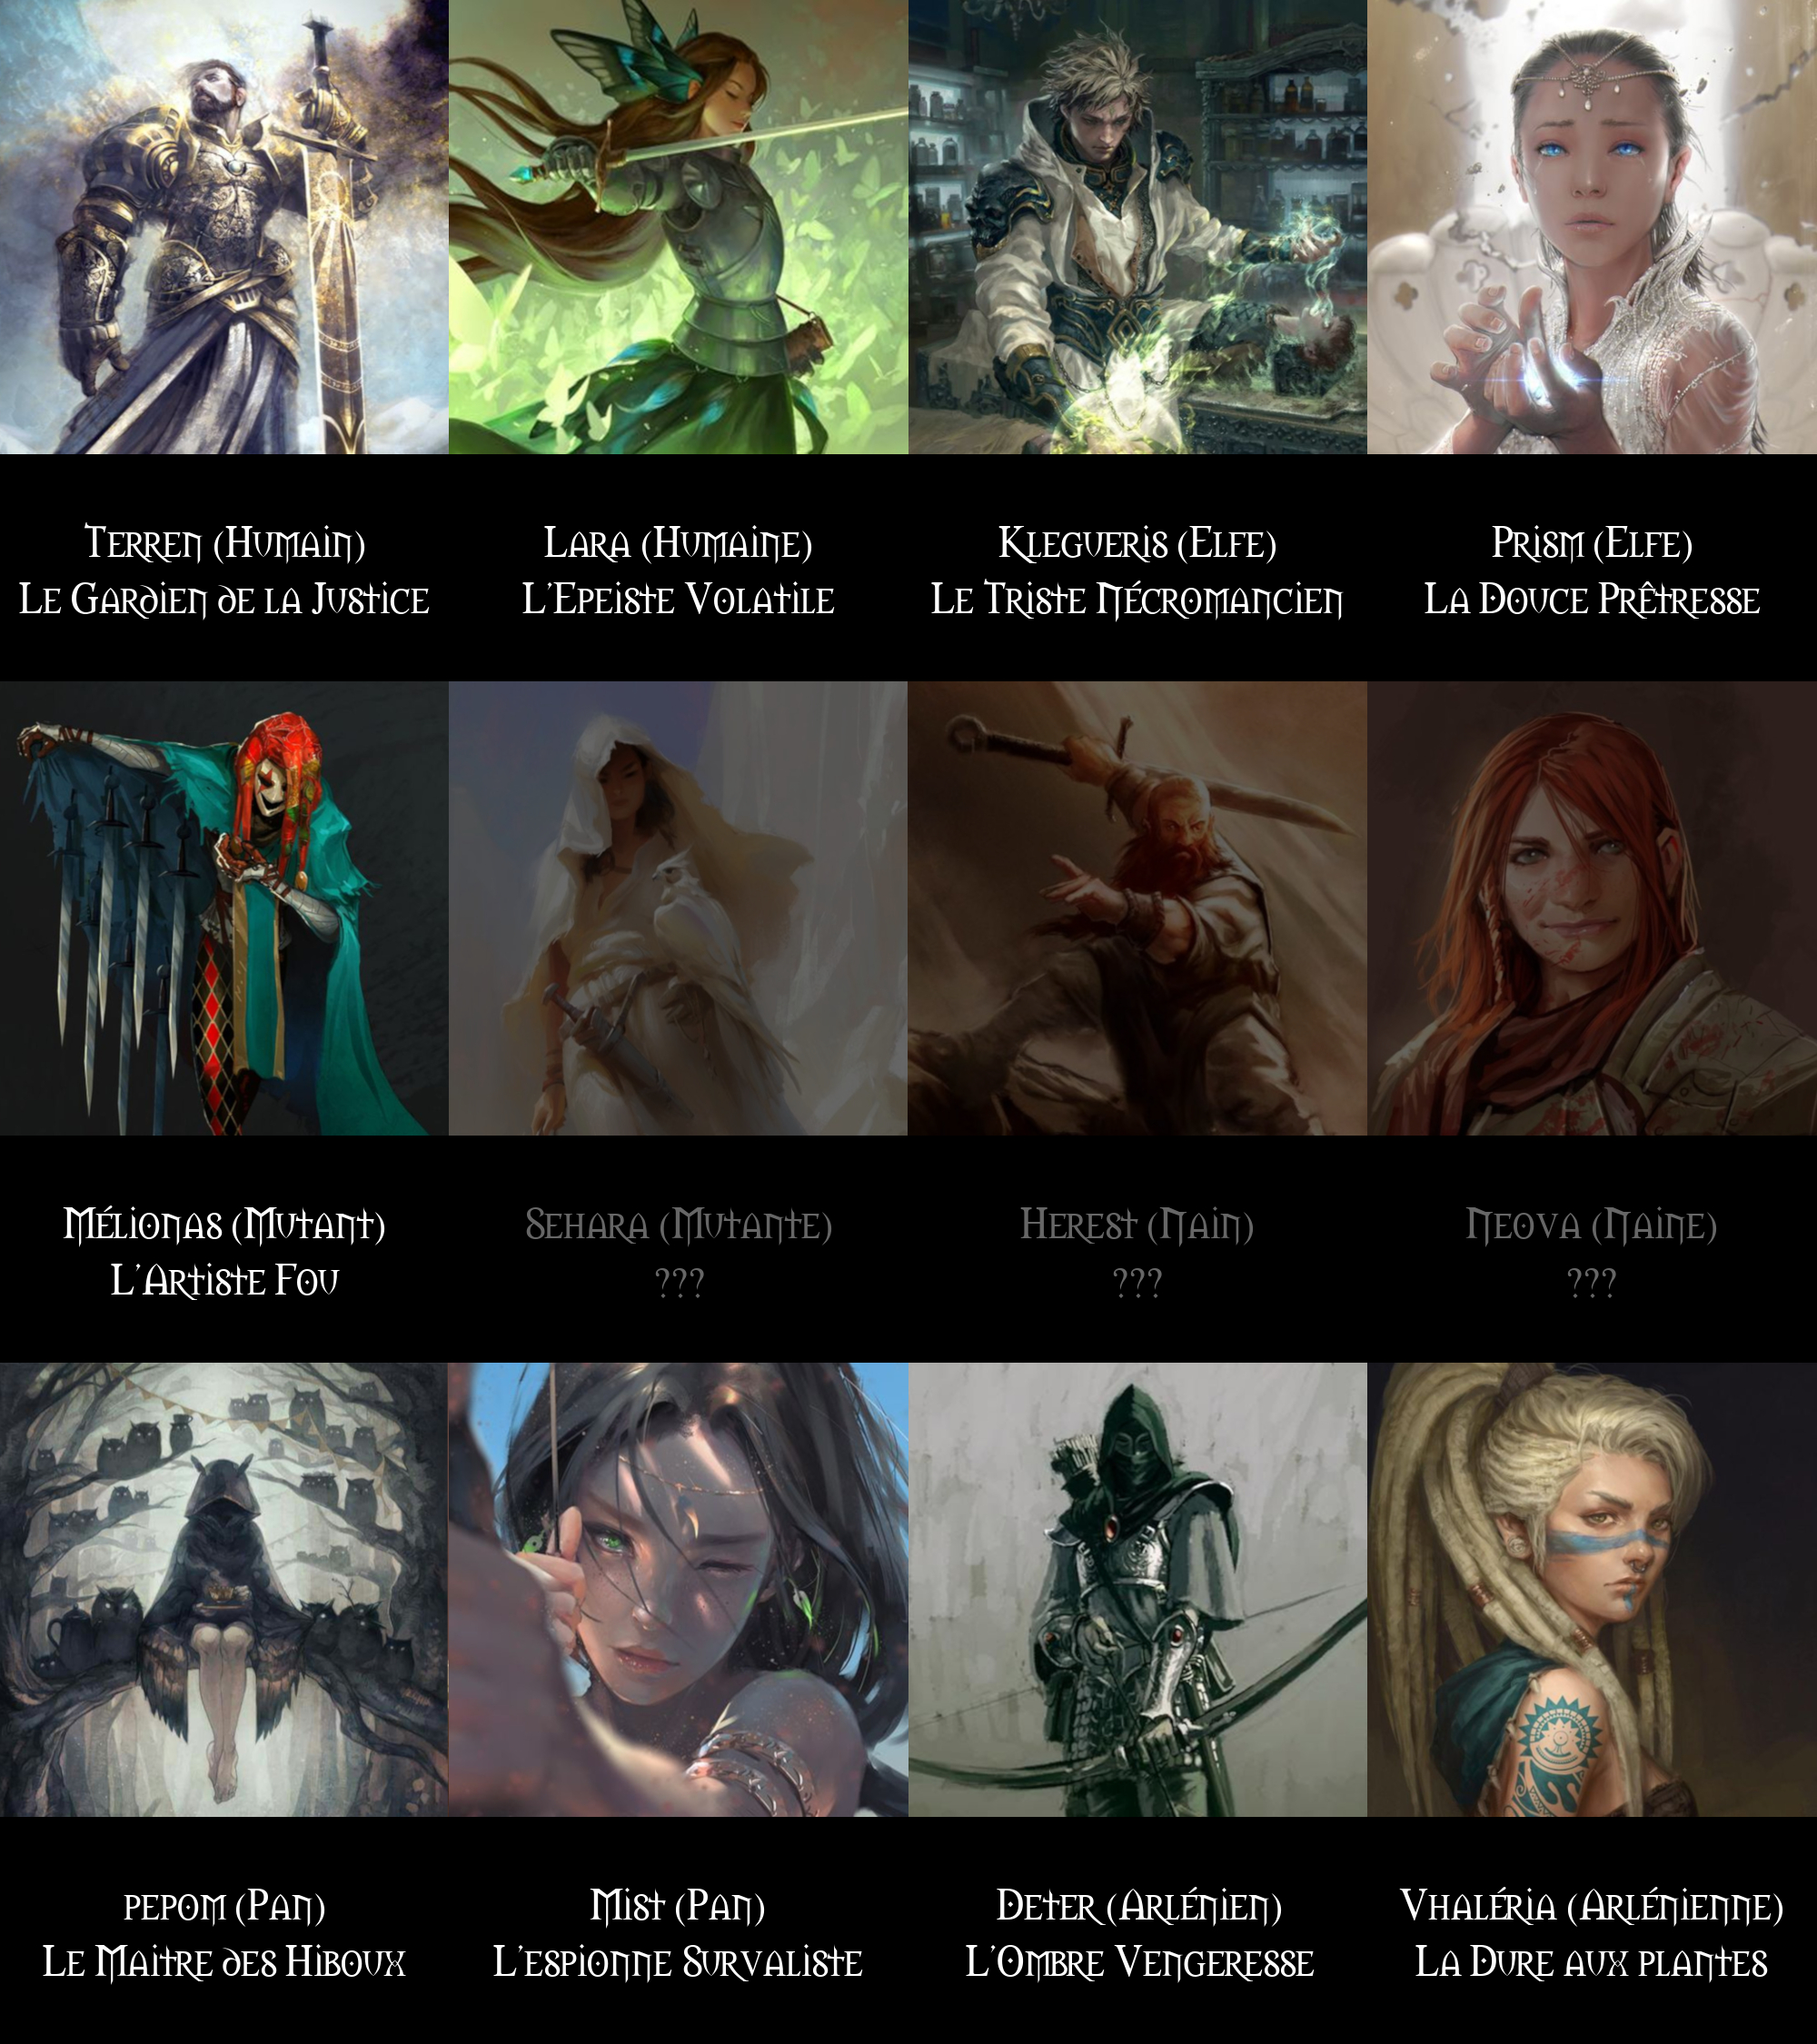 Terren (Humain)
Le Gardien de la Justice
Lara (Humaine)
L'Epeiste Volatile
Klegueris (Elfe)
Le Triste Nécromancien
Prism (Elfe)
La Douce Prêtresse
Mélionas (Mutant)
L'Artiste Fou
Sehara (Mutante)
???
Herest (Nain)
???
Neova (Naine)
???
pepom (Pan)
Le Maitre des Hiboux
Mist (Pan)
L'espionne Survaliste
Deter (Arlénien)
L'Ombre Vengeresse
Vhaléria (Arlénienne)
La Dure aux plantes